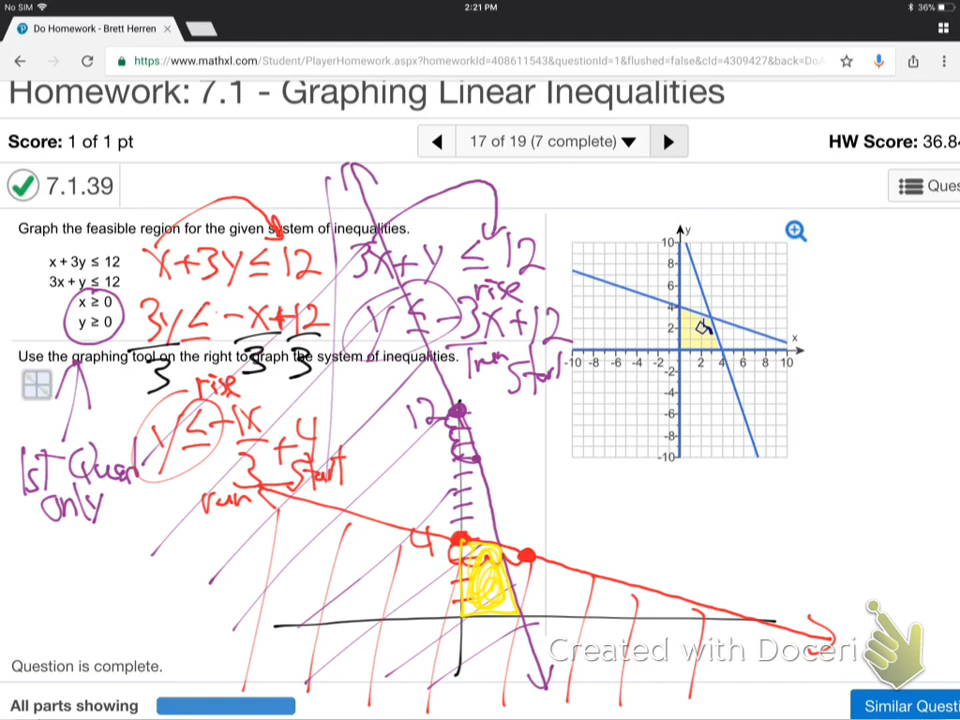 No SIM
2:21 PM
36%
Do Homework - Brett Herren
https://www.mathxl.com/Student/PlayerHomework.aspx?homeworkId=408611543&questionId=1&flushed=false&cId=4309427&back=DoA
Homework: 7.1 - Graphing Linear Inequalities
Score: 1 of 1 pt
17 of 19 (7 complete)
HW Score: 36.8
7.1.39
Ques
Graph the feasible region for the given system of inequalities.
x + 3y ≤ 12
3x + y ≤ 12
x ≥ 0
y ≥ 0
x+3y≤12
3x+y ≤ 12
3y≤ -x+12
3 3 3
rise
y ≤ -3x+12
1 run start
Use the graphing tool on the right to graph the system of inequalities.
rise
y≤ -1x/3 + 4
run start
1st Quad
only
12
4
y
x
10
8
6
4
2
-2
-4
-6
-8
-10
-10 -8 -6 -4 -2 2 4 6 8 10
Created with Doceri
Question is complete.
All parts showing
Similar Questi